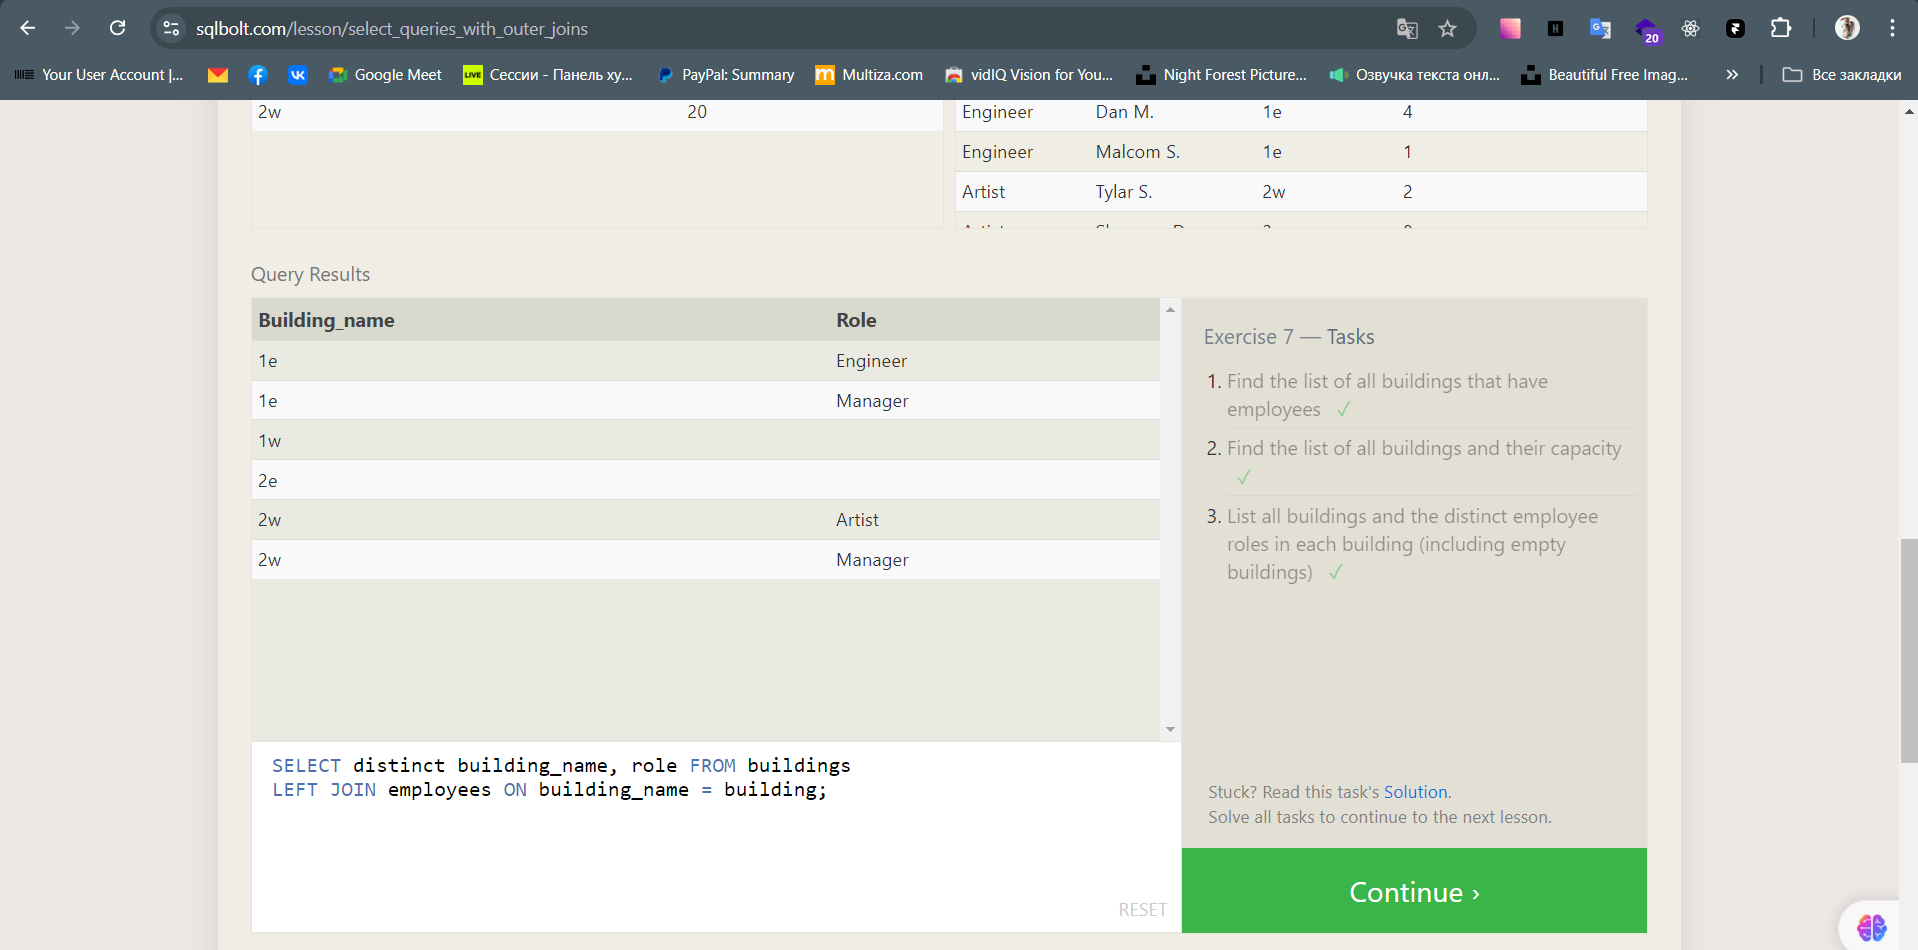 sqlbolt.com/lesson/select_queries_with_outer_joins
20
Your User Account |...
Google Meet
LIVE Сессии - Панель ху...
PayPal: Summary
m Multiza.com
vidIQ Vision for You...
Night Forest Picture...
Озвучка текста онл...
Beautiful Free Imag...
»
Все закладки
2w 20
Engineer Dan M. 1e 4
Engineer Malcom S. 1e 1
Artist Tylar S. 2w 2
Query Results
Building_name Role
1e Engineer
1e Manager
1w
2e
2w Artist
2w Manager
Exercise 7 — Tasks
1. Find the list of all buildings that have
employees ✓
2. Find the list of all buildings and their capacity
✓
3. List all buildings and the distinct employee
roles in each building (including empty
buildings) ✓
SELECT distinct building_name, role FROM buildings
LEFT JOIN employees ON building_name = building;
RESET
Stuck? Read this task's Solution.
Solve all tasks to continue to the next lesson.
Continue ›